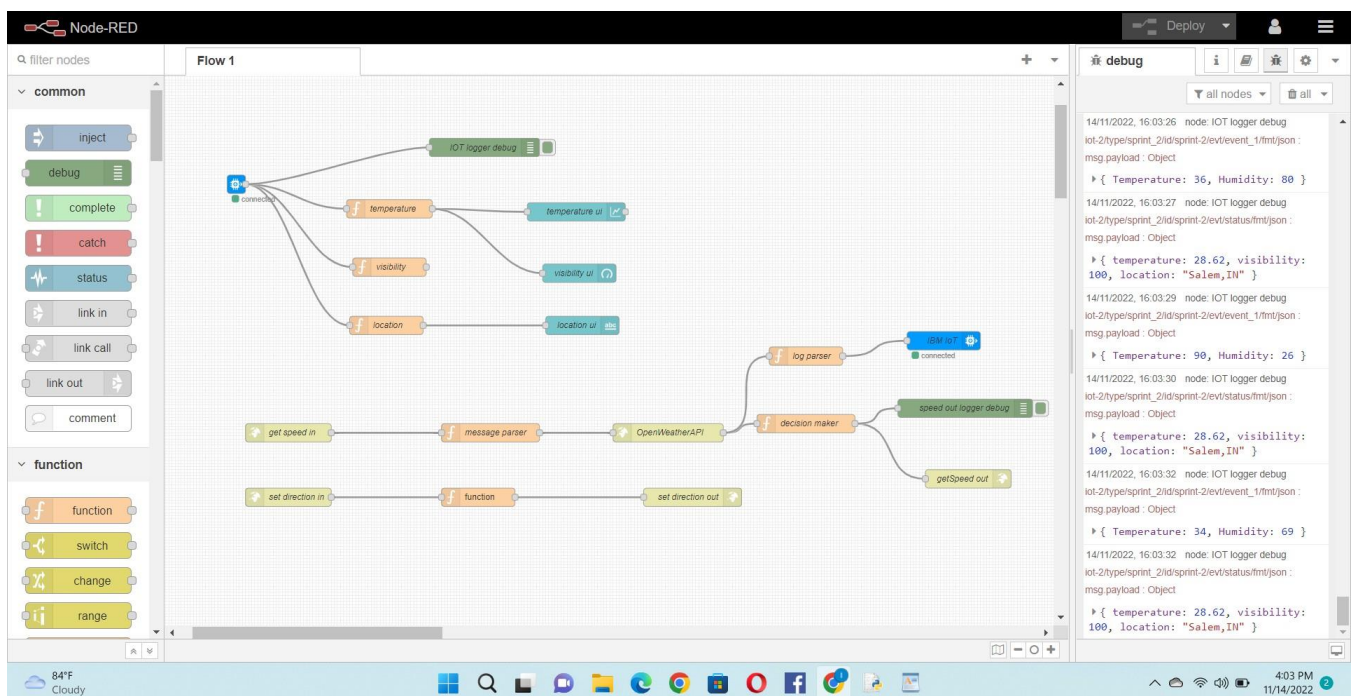 Node-RED
Deploy
filter nodes
Flow 1
debug
i
common
all nodes
all
inject
debug
complete
catch
status
link in
link call
link out
comment
function
function
switch
change
range
IOT logger debug
connected
temperature
temperature ui
visibility
visibility ui
location
location ui
abc
log parser
IBM IoT
connected
speed out logger debug
get speed in
message parser
OpenWeatherAPI
decision maker
getSpeed out
set direction in
function
set direction out
14/11/2022, 16:03:26 node: IOT logger debug
iot-2/type/sprint_2/id/sprint-2/evt/event_1/fmt/json :
msg.payload : Object
{ Temperature: 36, Humidity: 80 }
14/11/2022, 16:03:27 node: IOT logger debug
iot-2/type/sprint_2/id/sprint-2/evt/status/fmt/json :
msg.payload : Object
{ temperature: 28.62, visibility:
100, location: "Salem,IN" }
14/11/2022, 16:03:29 node: IOT logger debug
iot-2/type/sprint_2/id/sprint-2/evt/event_1/fmt/json :
msg.payload : Object
{ Temperature: 90, Humidity: 26 }
14/11/2022, 16:03:30 node: IOT logger debug
iot-2/type/sprint_2/id/sprint-2/evt/status/fmt/json :
msg.payload : Object
{ temperature: 28.62, visibility:
100, location: "Salem,IN" }
14/11/2022, 16:03:32 node: IOT logger debug
iot-2/type/sprint_2/id/sprint-2/evt/event_1/fmt/json :
msg.payload : Object
{ Temperature: 34, Humidity: 69 }
14/11/2022, 16:03:32 node: IOT logger debug
iot-2/type/sprint_2/id/sprint-2/evt/status/fmt/json :
msg.payload : Object
{ temperature: 28.62, visibility:
100, location: "Salem,IN" }
84°F
Cloudy
4:03 PM
11/14/2022
2